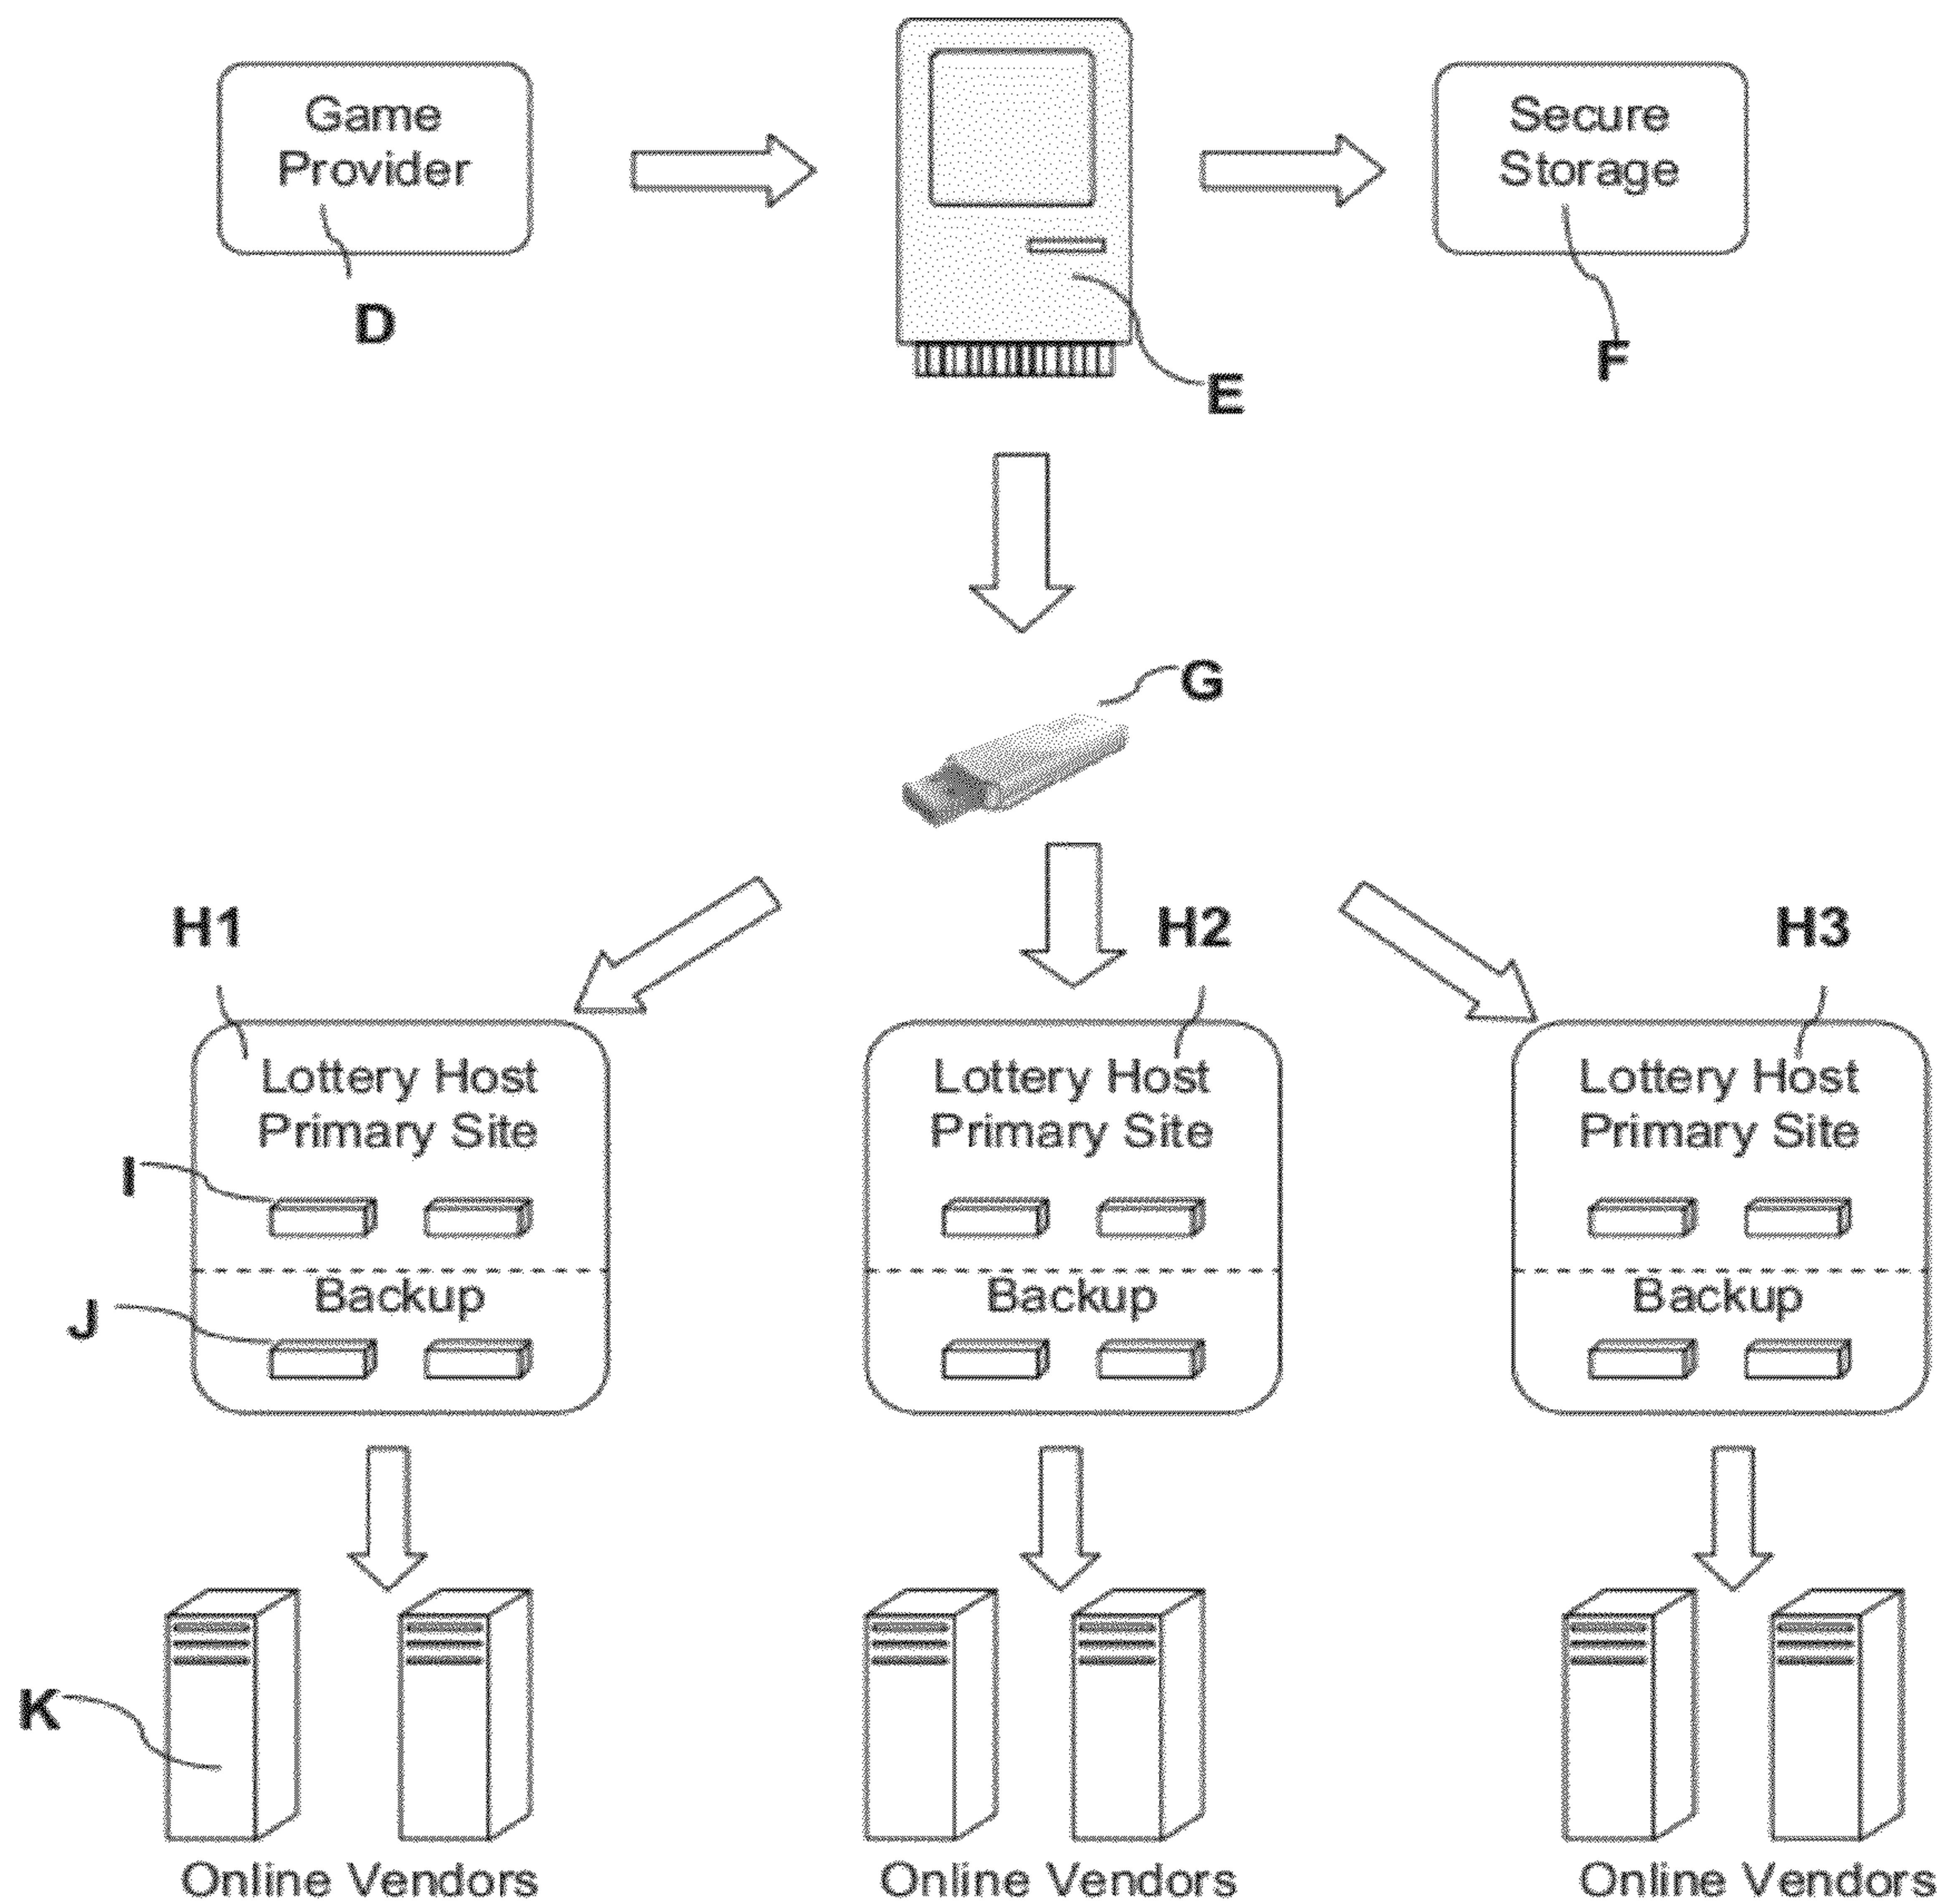 Game
Provider
D
E
Secure
Storage
F
G
H1
H2
H3
Lottery Host
Primary Site
I
Backup
J
Lottery Host
Primary Site
Backup
Lottery Host
Primary Site
Backup
K
Online Vendors
Online Vendors
Online Vendors